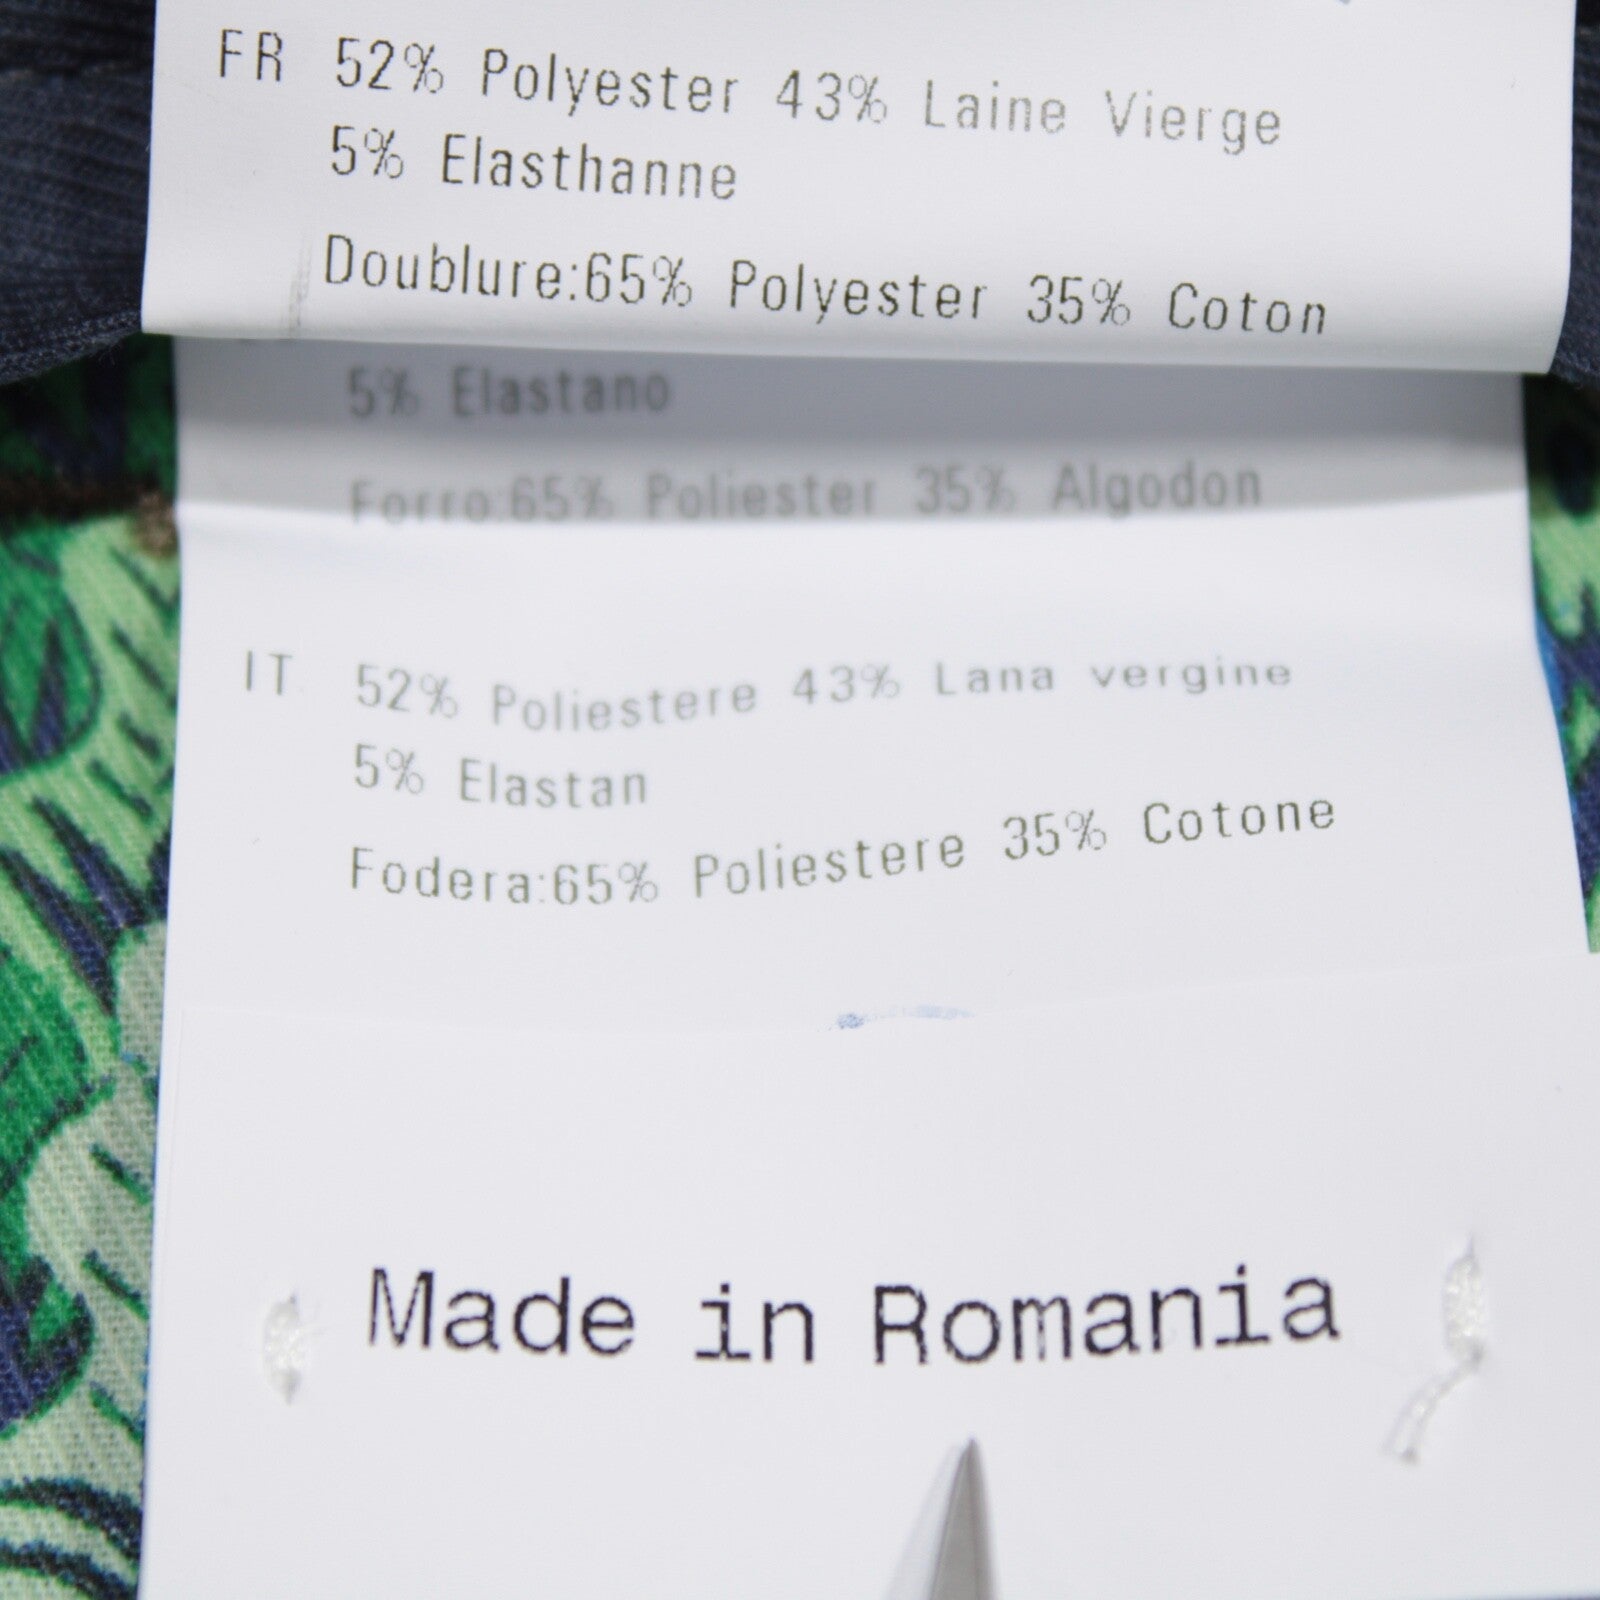 FR 52% Polyester 43% Laine Vierge
5% Elasthanne
Doublure:65% Polyester 35% Coton
5% Elastano
Forro:65% Poliester 35% Algodon
IT 52% Poliestere 43% Lana vergine
5% Elastan
Fodera:65% Poliestere 35% Cotone
Made in Romania